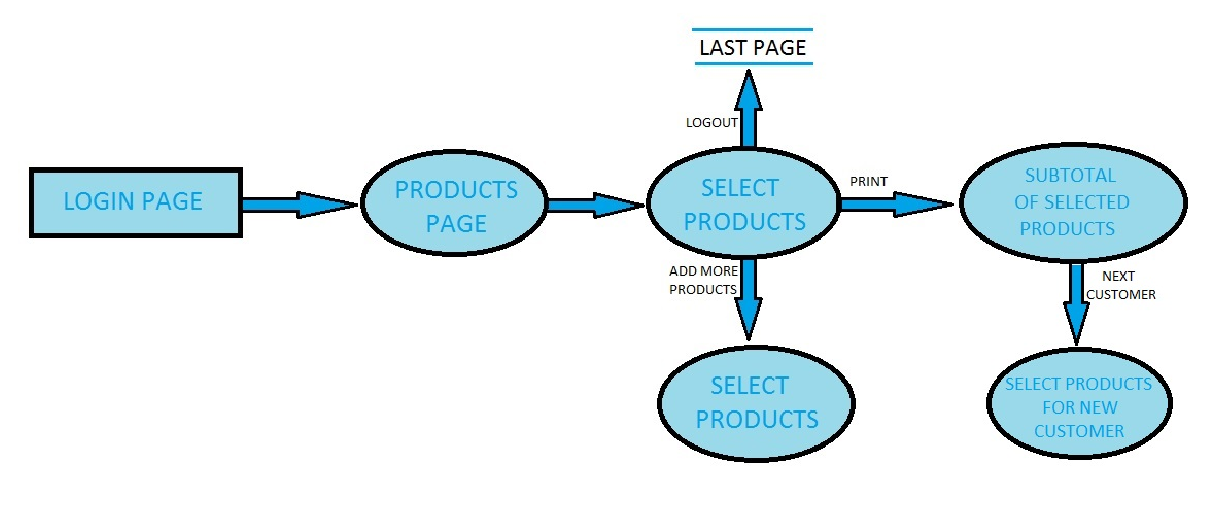 LAST PAGE
LOGOUT
LOGIN PAGE
PRODUCTS
PAGE
SELECT
PRODUCTS
PRINT
SUBTOTAL
OF SELECTED
PRODUCTS
ADD MORE
PRODUCTS
NEXT
CUSTOMER
SELECT
PRODUCTS
SELECT PRODUCTS
FOR NEW
CUSTOMER